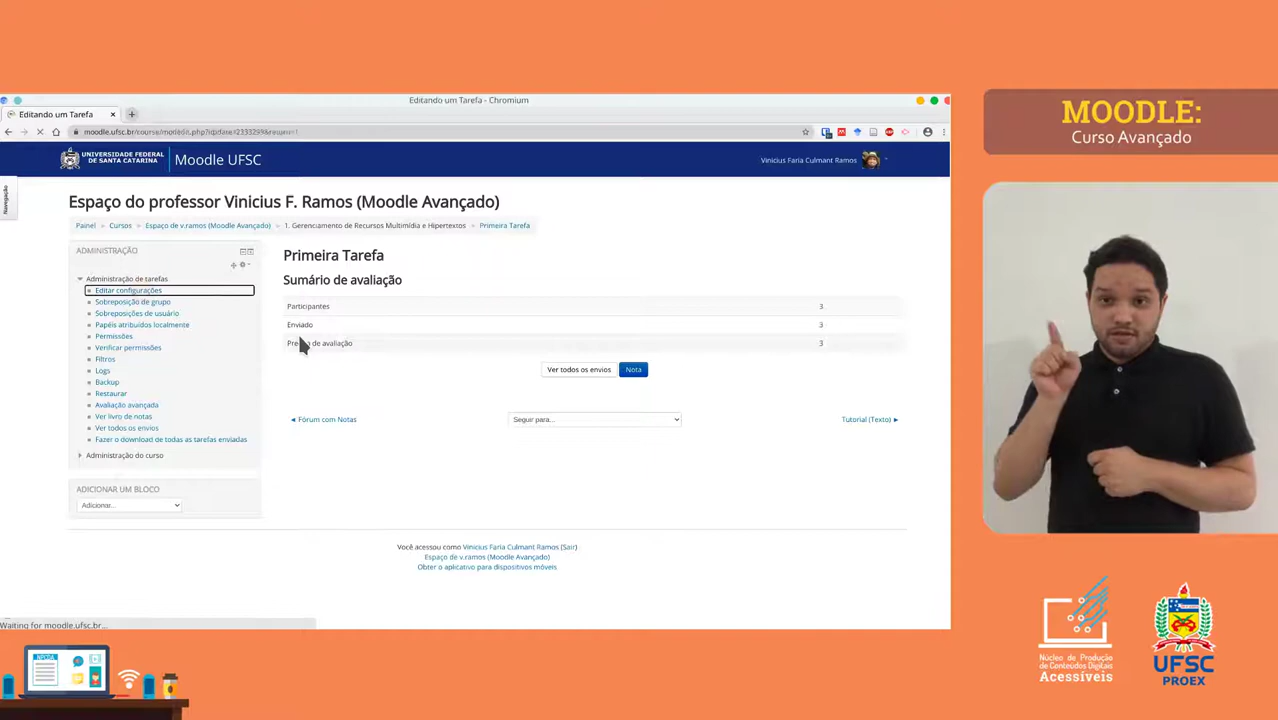 Editando um Tarefa - Chromium
Editando um Tarefa
Navegação
UNIVERSIDADE FEDERAL
DE SANTA CATARINA
Moodle UFSC
Vinicius Faria Culmant Ramos
Espaço do professor Vinicius F. Ramos (Moodle Avançado)
Painel
Cursos
Espaço de v.ramos (Moodle Avançado)
1. Gerenciamento de Recursos Multimídia e Hipertextos
Primeira Tarefa
ADMINISTRAÇÃO
Administração de tarefas
Editar configurações
Sobreposição de grupo
Sobreposições de usuário
Papéis atribuídos localmente
Permissões
Verificar permissões
Filtros
Logs
Backup
Restaurar
Avaliação avançada
Ver livro de notas
Ver todos os envios
Fazer o download de todas as tarefas enviadas
Administração do curso
ADICIONAR UM BLOCO
Adicionar...
Primeira Tarefa
Sumário de avaliação
Participantes 3
Enviado 3
de avaliação 3
Ver todos os envios
Nota
◄ Fórum com Notas
Seguir para...
Tutorial (Texto) ►
Você acessou como Vinicius Faria Culmant Ramos (Sair)
Espaço de v.ramos (Moodle Avançado)
Obter o aplicativo para dispositivos móveis
Waiting for moodle.ufsc.br...
MOODLE:
Curso Avançado
Núcleo de Produção
de Conteúdos Digitais
Acessíveis
UFSC
PROEX